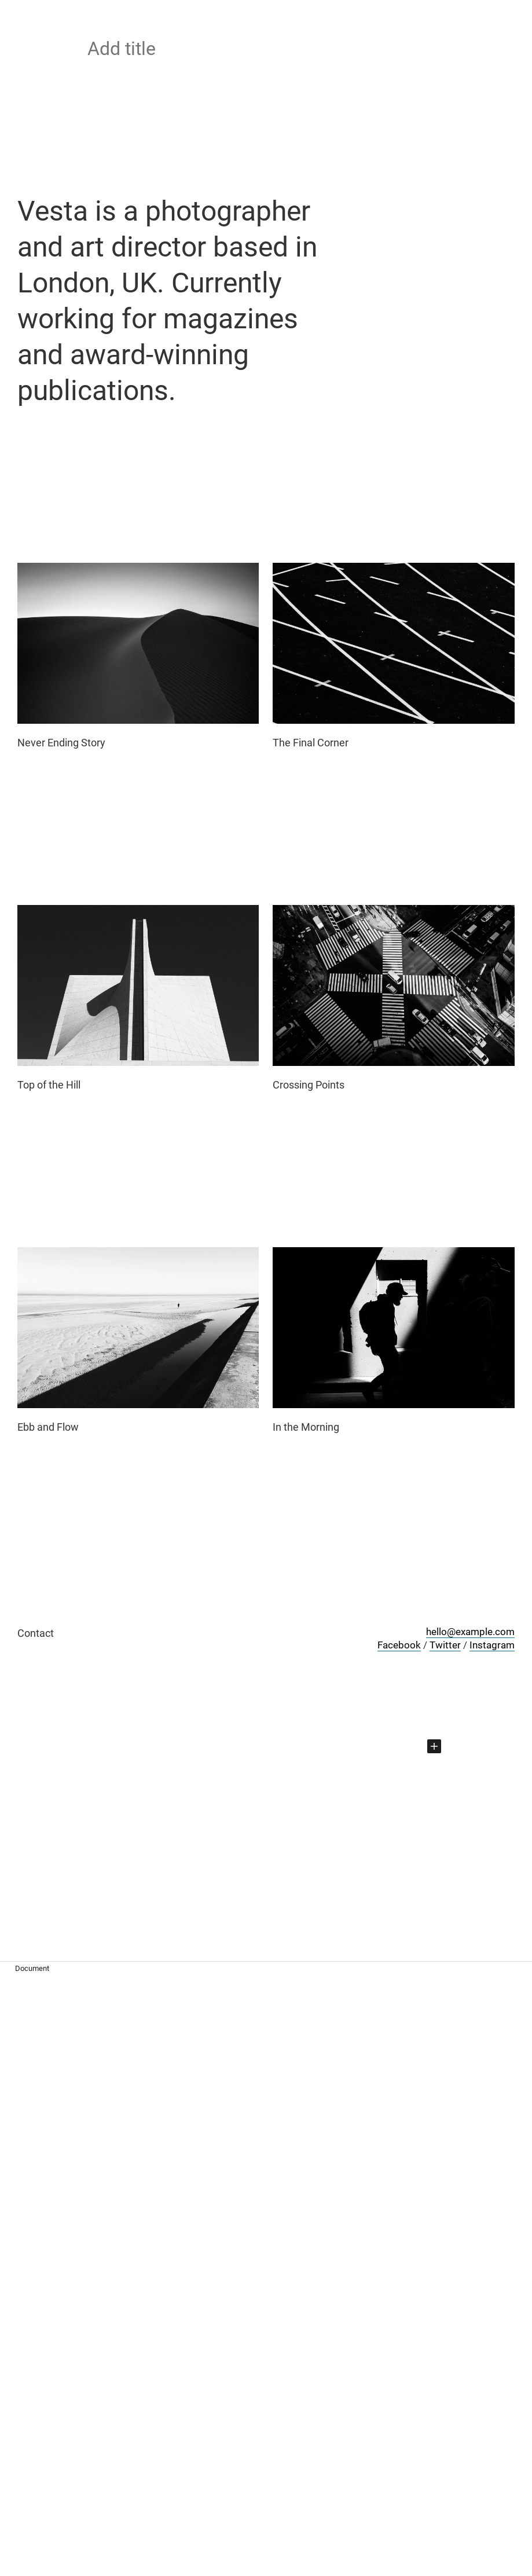 Add title
Vesta is a photographer
and art director based in
London, UK. Currently
working for magazines
and award-winning
publications.
Never Ending Story
The Final Corner
Top of the Hill
Crossing Points
Ebb and Flow
In the Morning
Contact
hello@example.com
Facebook / Twitter / Instagram
Document